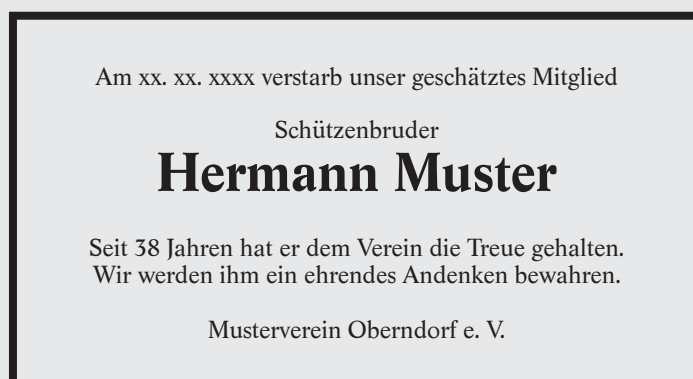 Am xx. xx. xxxx verstarb unser geschätztes Mitglied
Schützenbruder
Hermann Muster
Seit 38 Jahren hat er dem Verein die Treue gehalten.
Wir werden ihm ein ehrendes Andenken bewahren.
Musterverein Oberndorf e. V.